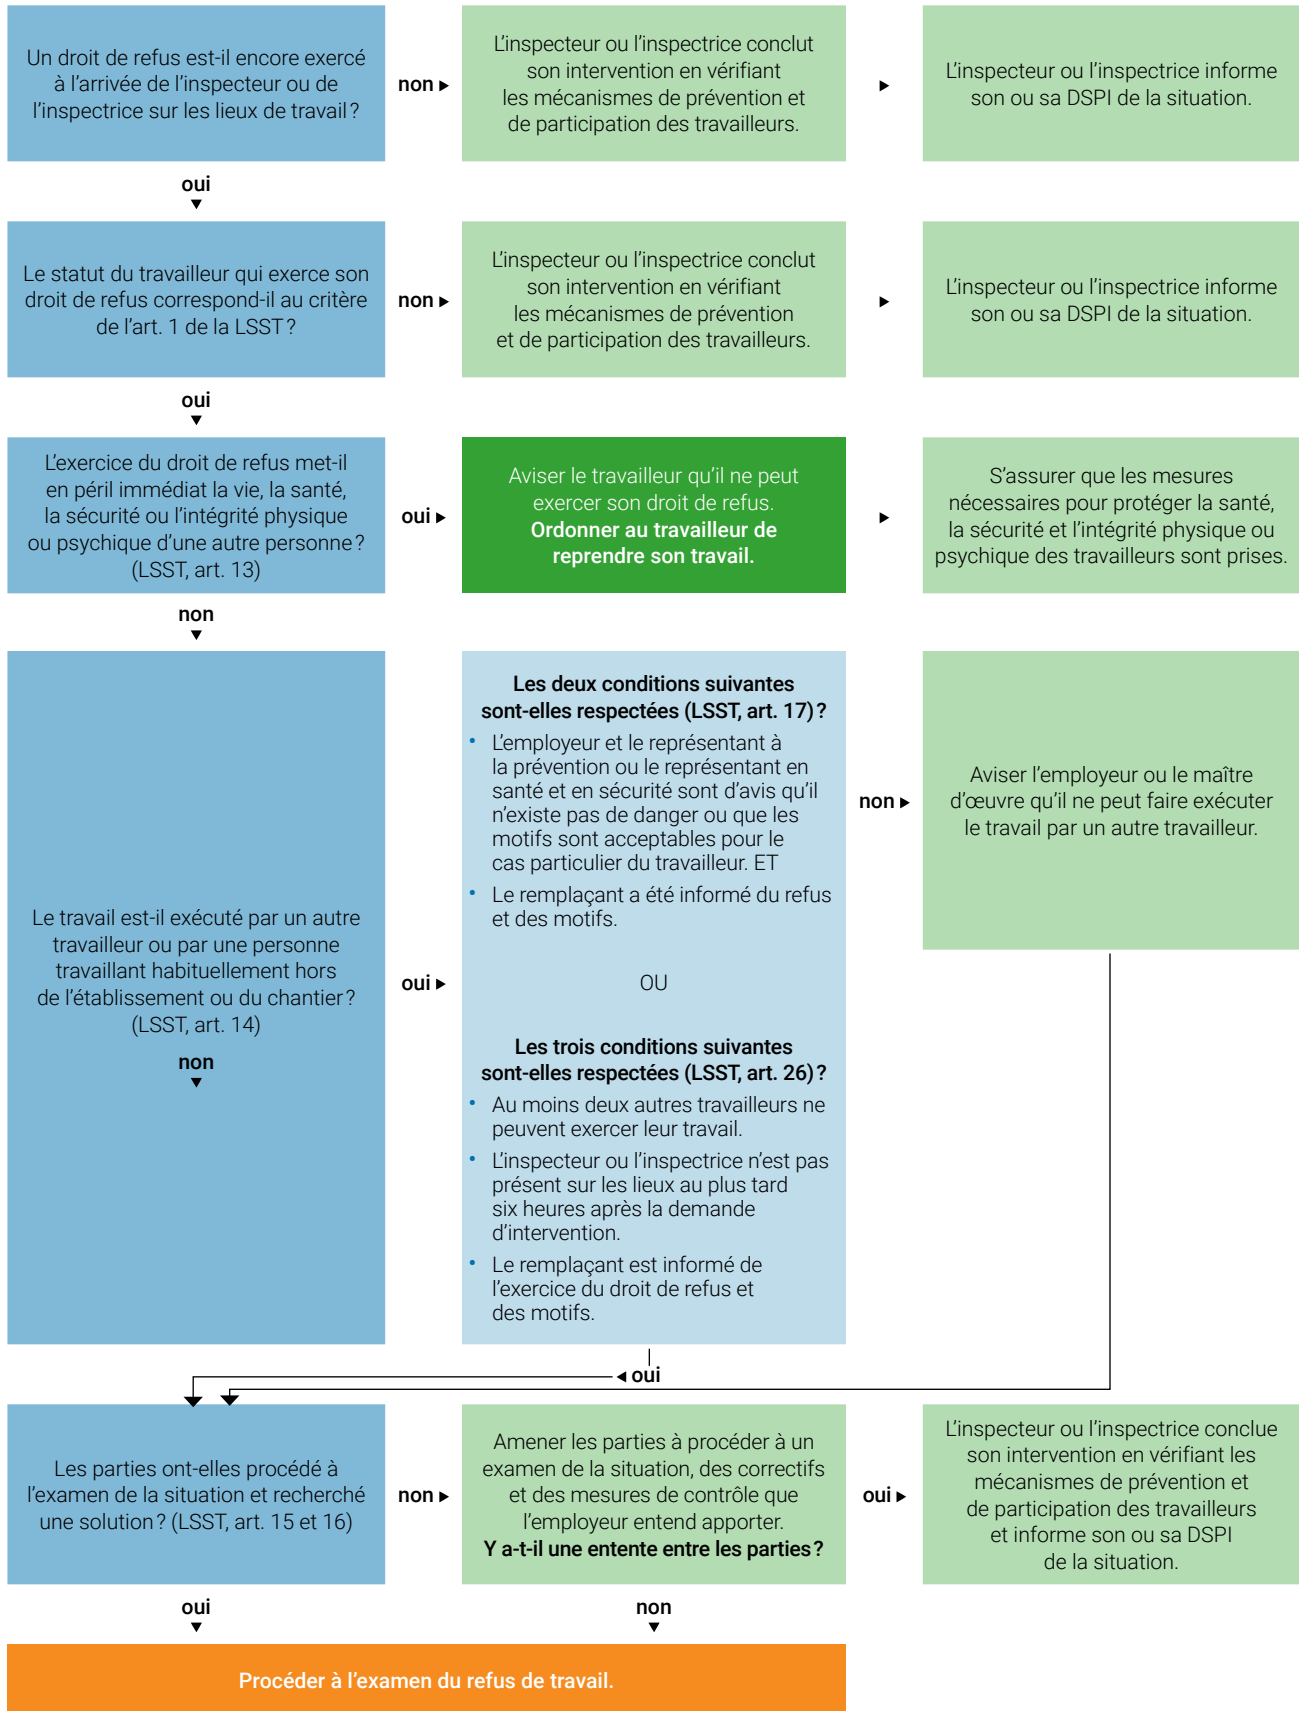 Un droit de refus est-il encore exercé
à l’arrivée de l’inspecteur ou de
l’inspectrice sur les lieux de travail ?
non ▸
L’inspecteur ou l’inspectrice conclut
son intervention en vérifiant
les mécanismes de prévention et
de participation des travailleurs.
▸
L’inspecteur ou l’inspectrice informe
son ou sa DSPI de la situation.
oui
▾
Le statut du travailleur qui exerce son
droit de refus correspond-il au critère
de l’art. 1 de la LSST ?
non ▸
L’inspecteur ou l’inspectrice conclut
son intervention en vérifiant
les mécanismes de prévention
et de participation des travailleurs.
▸
L’inspecteur ou l’inspectrice informe
son ou sa DSPI de la situation.
oui
▾
L’exercice du droit de refus met-il
en péril immédiat la vie, la santé,
la sécurité ou l’intégrité physique
ou psychique d’une autre personne ?
(LSST, art. 13)
oui ▸
Aviser le travailleur qu’il ne peut
exercer son droit de refus.
Ordonner au travailleur de
reprendre son travail.
▸
S’assurer que les mesures
nécessaires pour protéger la santé,
la sécurité et l’intégrité physique ou
psychique des travailleurs sont prises.
non
▾
Le travail est-il exécuté par un autre
travailleur ou par une personne
travaillant habituellement hors
de l’établissement ou du chantier ?
(LSST, art. 14)
non
▾
oui ▸
Les deux conditions suivantes
sont-elles respectées (LSST, art. 17) ?
• L’employeur et le représentant à
la prévention ou le représentant en
santé et en sécurité sont d’avis qu’il
n’existe pas de danger ou que les
motifs sont acceptables pour le
cas particulier du travailleur. ET
• Le remplaçant a été informé du refus
et des motifs.
OU
Les trois conditions suivantes
sont-elles respectées (LSST, art. 26) ?
• Au moins deux autres travailleurs ne
peuvent exercer leur travail.
• L’inspecteur ou l’inspectrice n’est pas
présent sur les lieux au plus tard
six heures après la demande
d’intervention.
• Le remplaçant est informé de
l’exercice du droit de refus et
des motifs.
non ▸
Aviser l’employeur ou le maître
d’œuvre qu’il ne peut faire exécuter
le travail par un autre travailleur.
◂ oui
Les parties ont-elles procédé à
l’examen de la situation et recherché
une solution ? (LSST, art. 15 et 16)
non ▸
Amener les parties à procéder à un
examen de la situation, des correctifs
et des mesures de contrôle que
l’employeur entend apporter.
Y a-t-il une entente entre les parties ?
oui ▸
L’inspecteur ou l’inspectrice conclue
son intervention en vérifiant les
mécanismes de prévention et
de participation des travailleurs
et informe son ou sa DSPI
de la situation.
oui
▾
non
▾
Procéder à l’examen du refus de travail.